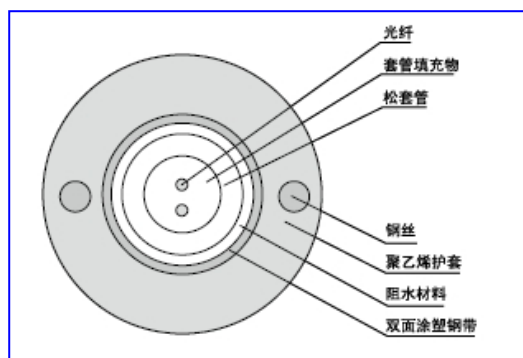 光纤
套管填充物
松套管
钢丝
聚乙烯护套
阻水材料
双面涂塑钢带